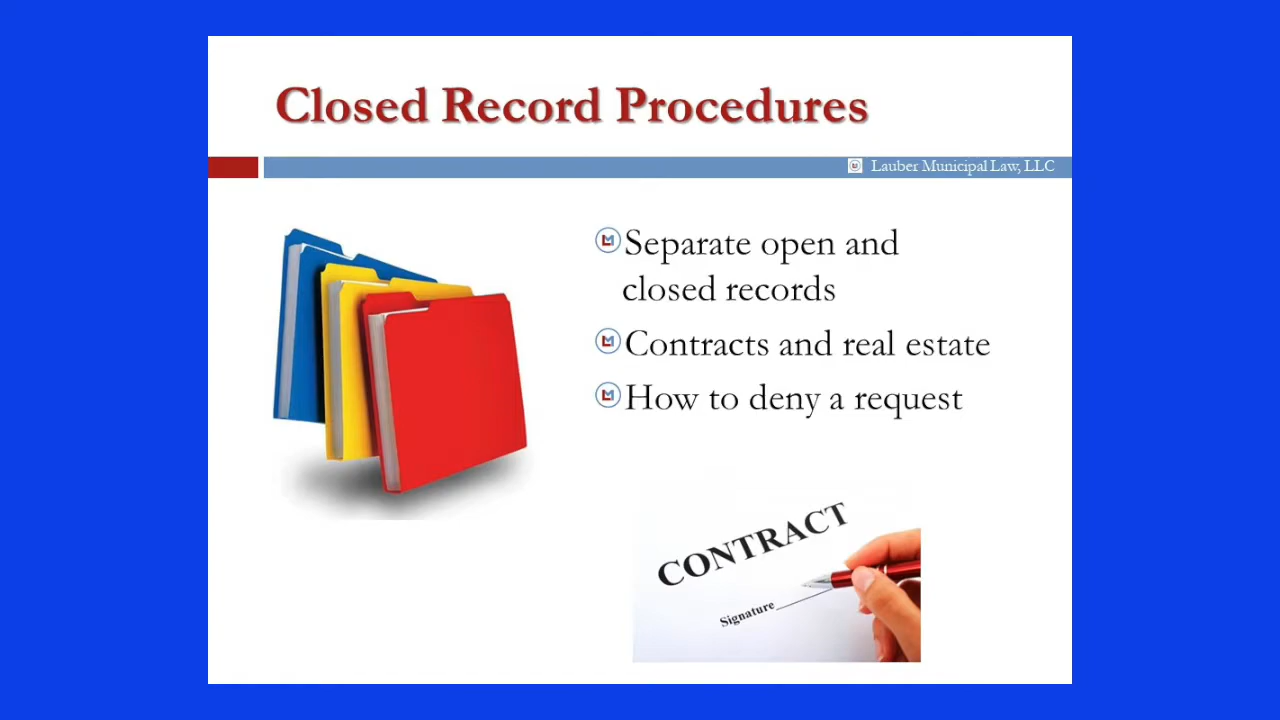 Closed Record Procedures
Lauber Municipal Law, LLC
Separate open and
closed records
Contracts and real estate
How to deny a request
CONTRACT
Signature